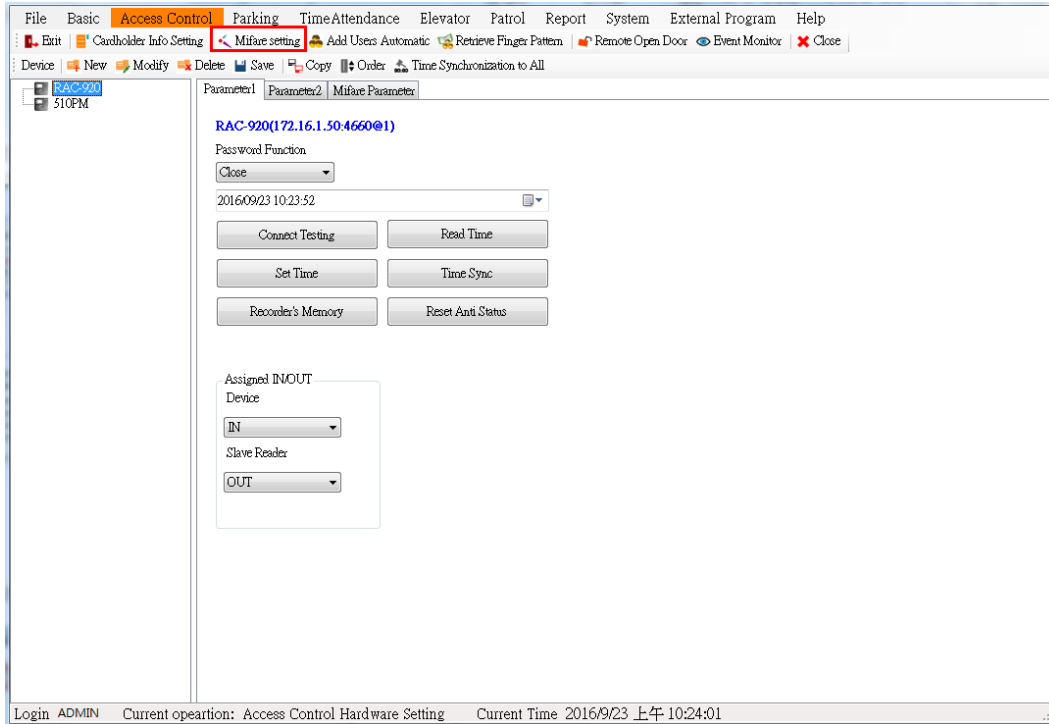 File Basic Access Control Parking TimeAttendance Elevator Patrol Report System External Program Help
Exit Cardholder Info Setting Mifare setting Add Users Automatic Retrieve Finger Pattern Remote Open Door Event Monitor Close
Device New Modify Delete Save Copy Order Time Synchronization to All
RAC-920
510PM
Parameter1 Parameter2 Mifare Parameter
RAC-920(172.16.1.50:4660@1)
Password Function
Close
2016/09/23 10:23:52
Connect Testing Read Time
Set Time Time Sync
Recorder's Memory Reset Anti Status
Assigned IN/OUT
Device
IN
Slave Reader
OUT
Login ADMIN Current opeartion: Access Control Hardware Setting Current Time 2016/9/23 上午 10:24:01